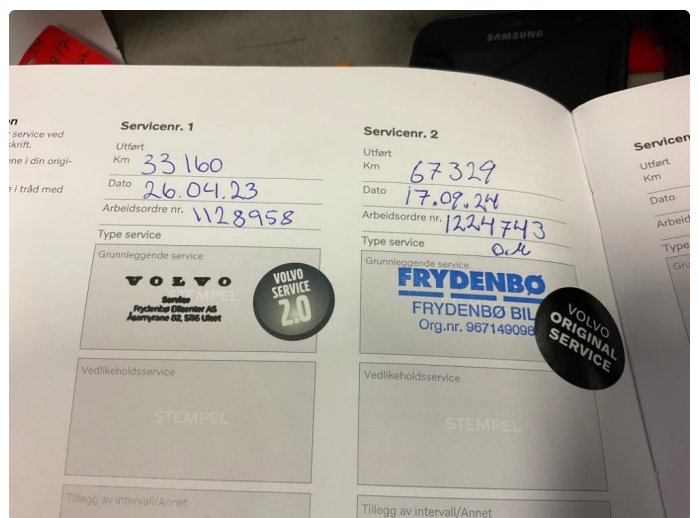 SAMSUNG
service ved
skrift.
ne i din origi-
e i tråd med
Servicenr. 1
Utført
Km 33160
Dato 26.04.23
Arbeidsordre nr. 1128958
Type service
Grunnleggende service
VOLVO
STEMPEL
Service
Frydenbø Bilsenter AS
Åsamyrane 82, 5116 Ulset
VOLVO
SERVICE
2.0
Vedlikeholdsservice
STEMPEL
Tillegg av intervall/Annet
Servicenr. 2
Utført
Km 67329
Dato 17.09.24
Arbeidsordre nr. 1224743
Type service
Grunnleggende service
FRYDENBØ
FRYDENBØ BIL
Org.nr. 967149098
VOLVO
ORIGINAL
SERVICE
Vedlikeholdsservice
STEMPEL
Tillegg av intervall/Annet
Utført
Km
Dato